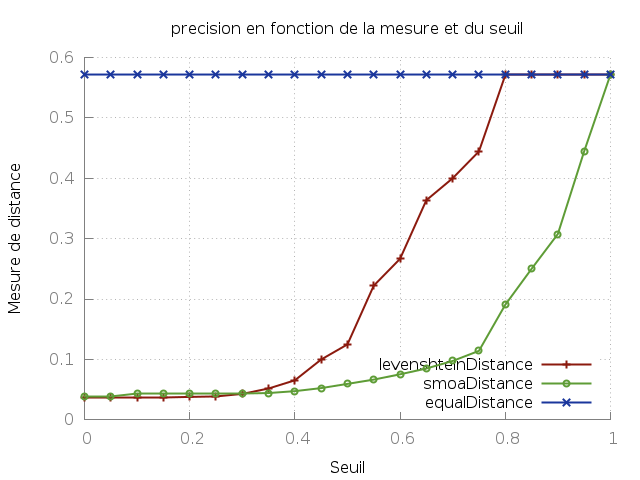 precision en fonction de la mesure et du seuil
0.6
0.5
0.4
0.3
0.2
0.1
0
Mesure de distance
levenshteinDistance
smoaDistance
equalDistance
0 0.2 0.4 0.6 0.8 1
Seuil